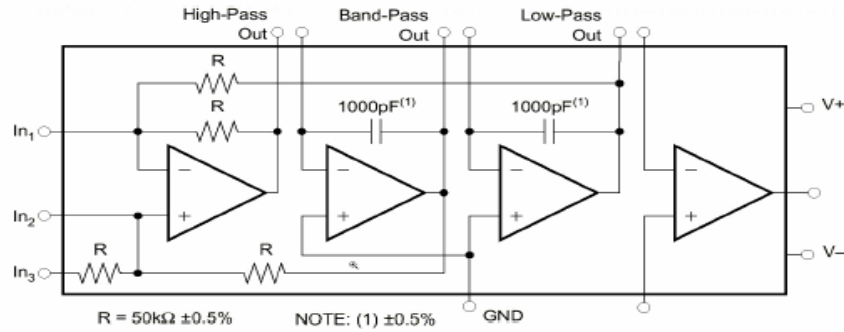 High-Pass Out
Band-Pass Out
Low-Pass Out
R
R
1000pF(1)
1000pF(1)
V+
In1
−
+
−
+
−
+
−
+
In2
R
R
In3
V−
R = 50kΩ ±0.5%
NOTE: (1) ±0.5%
GND